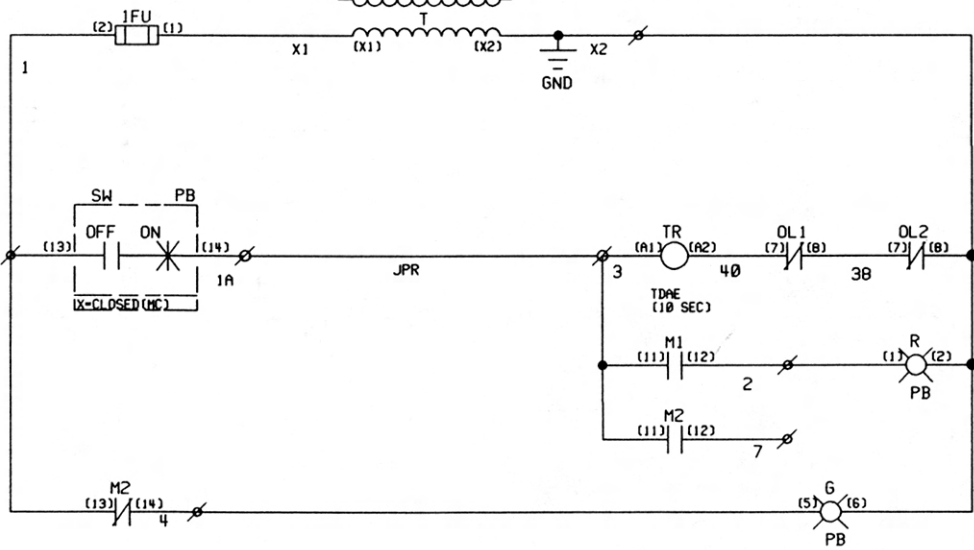 1FU
T
(2)
(1)
X1
(X1)
(X2)
X2
1
GND
SW
PB
OFF
ON
(13)
(14)
1A
X=CLOSED(MC)
JPR
3
TR
(A1)
(A2)
40
OL1
(7)
(8)
3B
OL2
(7)
(8)
TDAE
(10 SEC)
M1
(11)
(12)
2
R
(1)
(2)
PB
M2
(11)
(12)
7
M2
(13)
(14)
4
G
(5)
(6)
PB